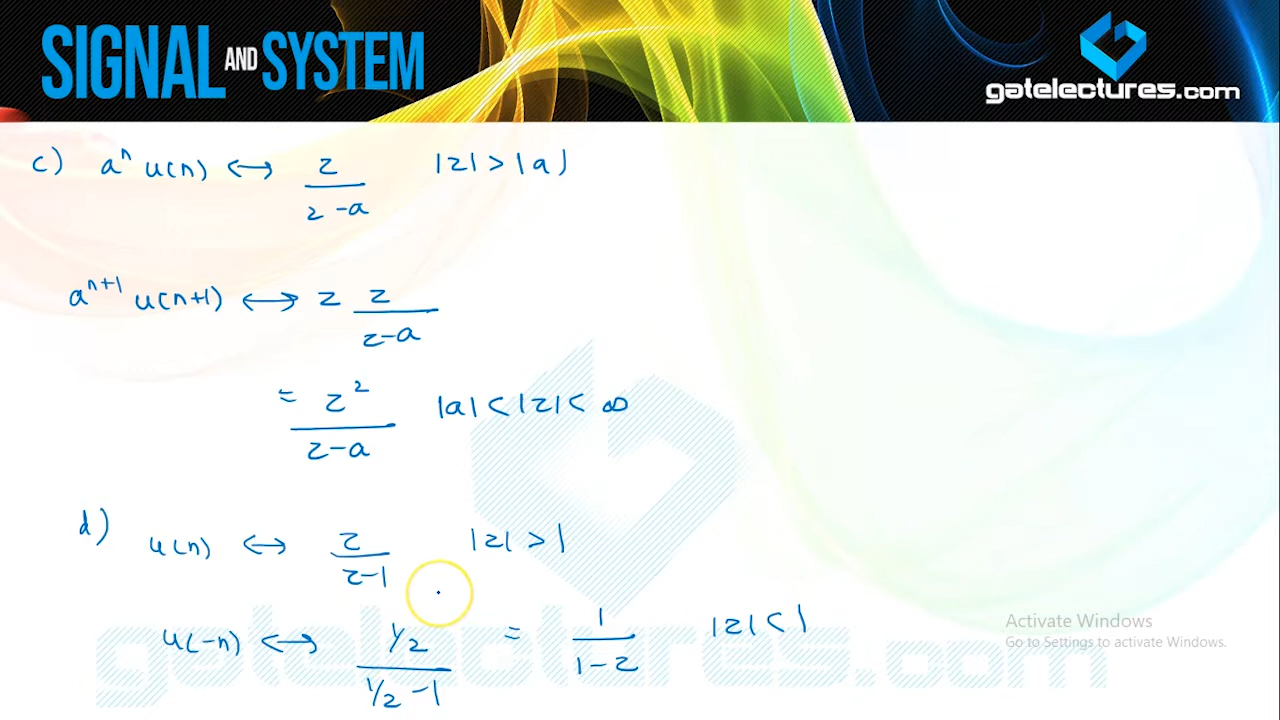 SIGNAL AND SYSTEM
gatelectures.com
c) aⁿ u(n) ↔ z/(z-a) |z| > |a|
aⁿ⁺¹ u(n+1) ↔ z z/(z-a)
= z²/(z-a) |a| < |z| < ∞
d) u(n) ↔ z/(z-1) |z| > 1
u(-n) ↔ (1/z)/(1/z -1) = 1/(1-z) |z| < 1
Activate Windows
Go to Settings to activate Windows.
gatelectures.com